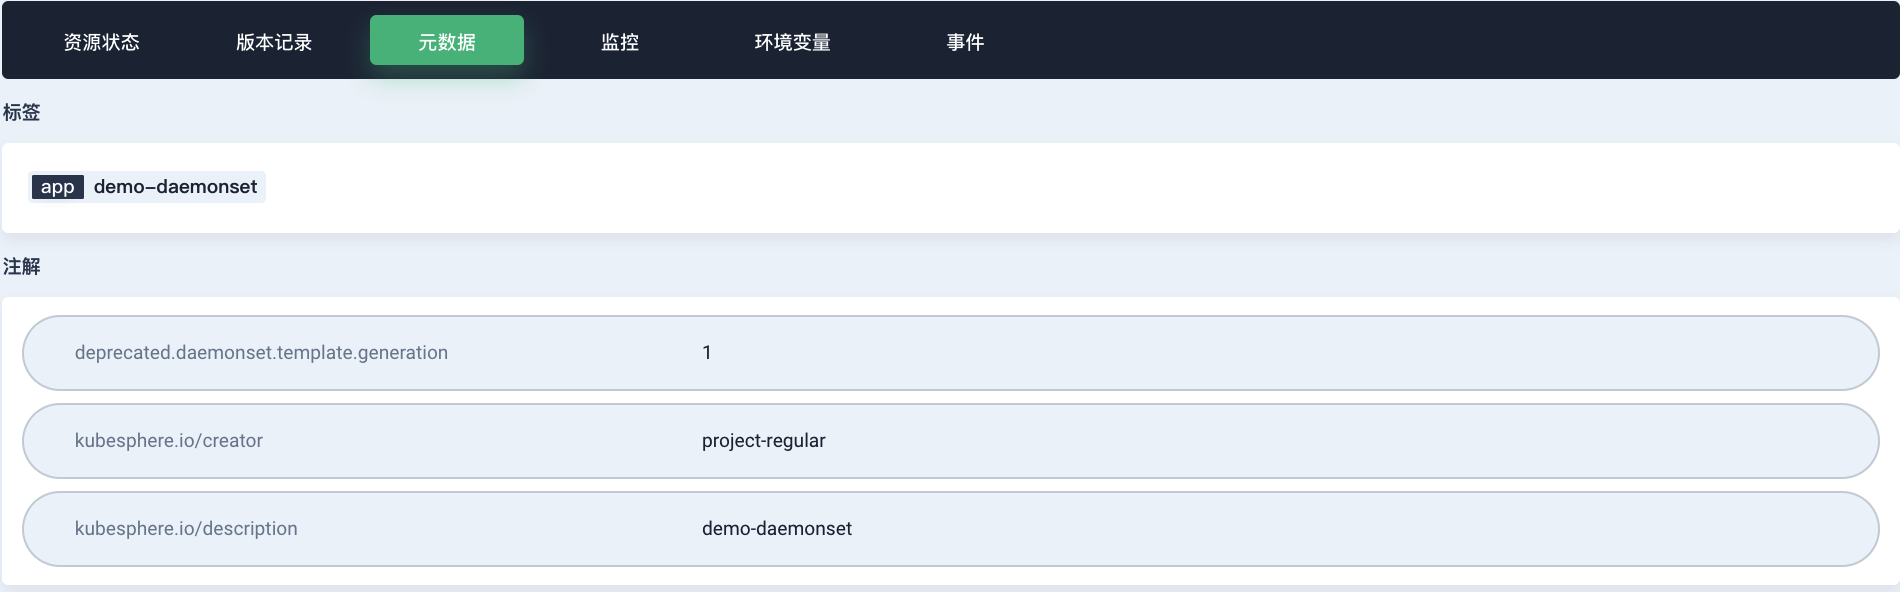 资源状态 版本记录 元数据 监控 环境变量 事件
标签
app demo-daemonset
注解
deprecated.daemonset.template.generation 1
kubesphere.io/creator project-regular
kubesphere.io/description demo-daemonset